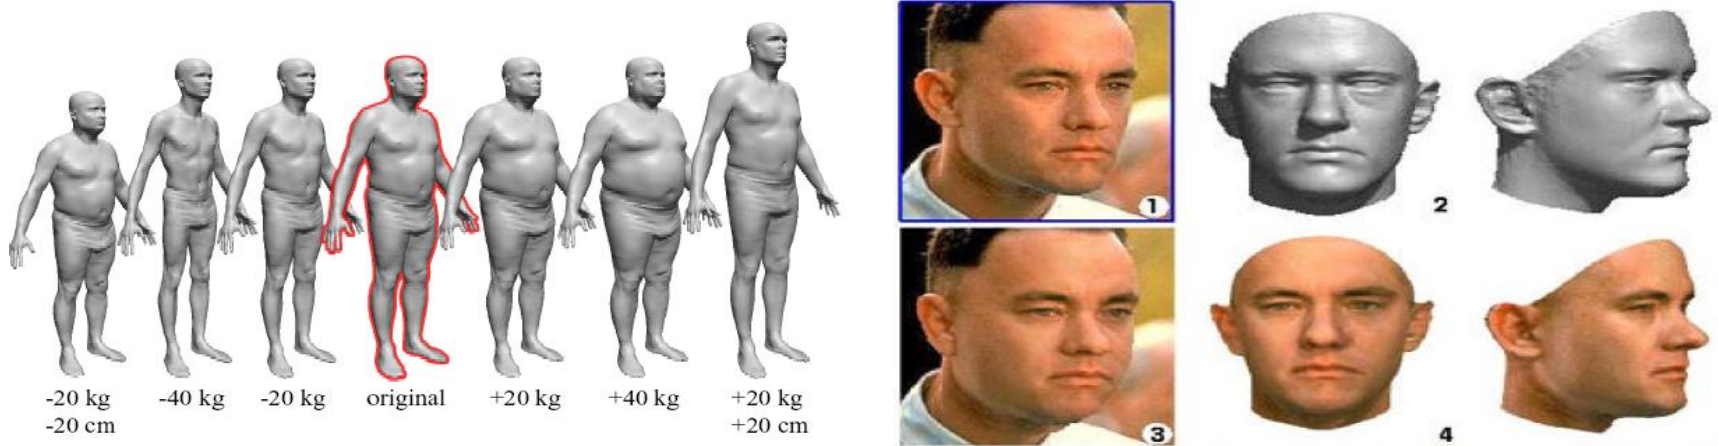 -20 kg
-20 cm
-40 kg
-20 kg
original
+20 kg
+40 kg
+20 kg
+20 cm
1
2
3
4